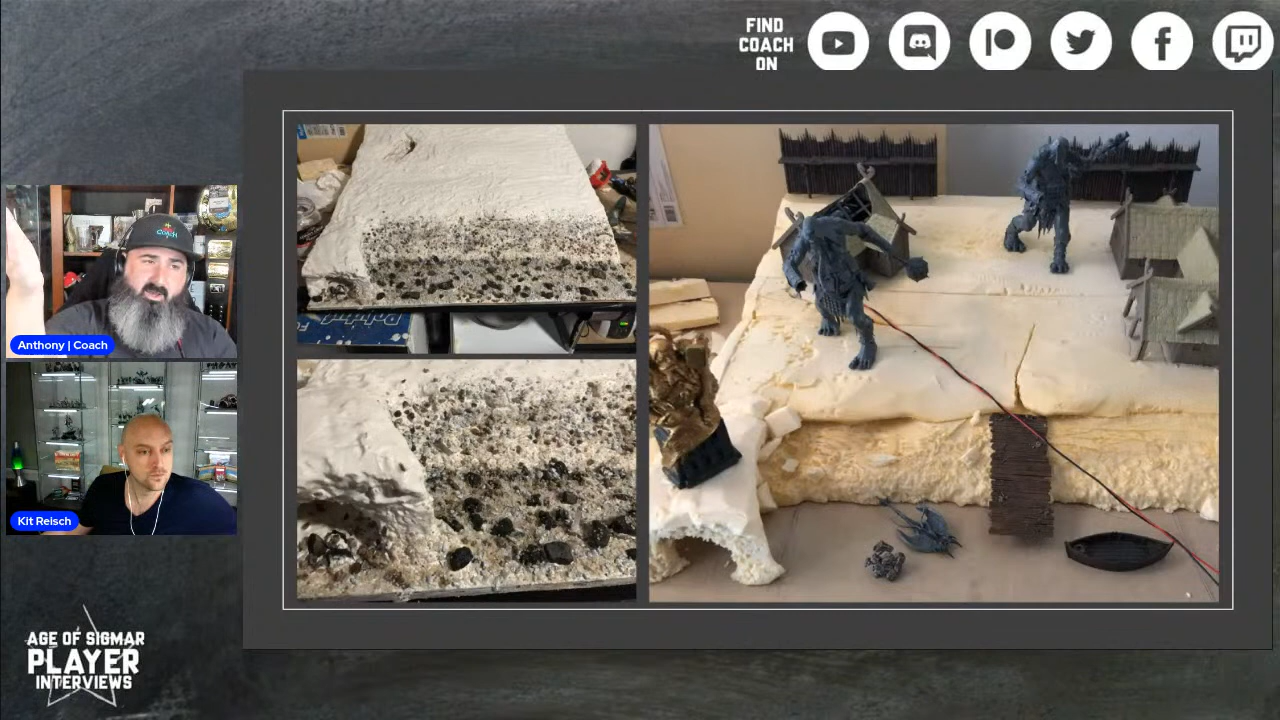 FIND
COACH
ON
Anthony | Coach
Kit Reisch
AGE OF SIGMAR
PLAYER
INTERVIEWS